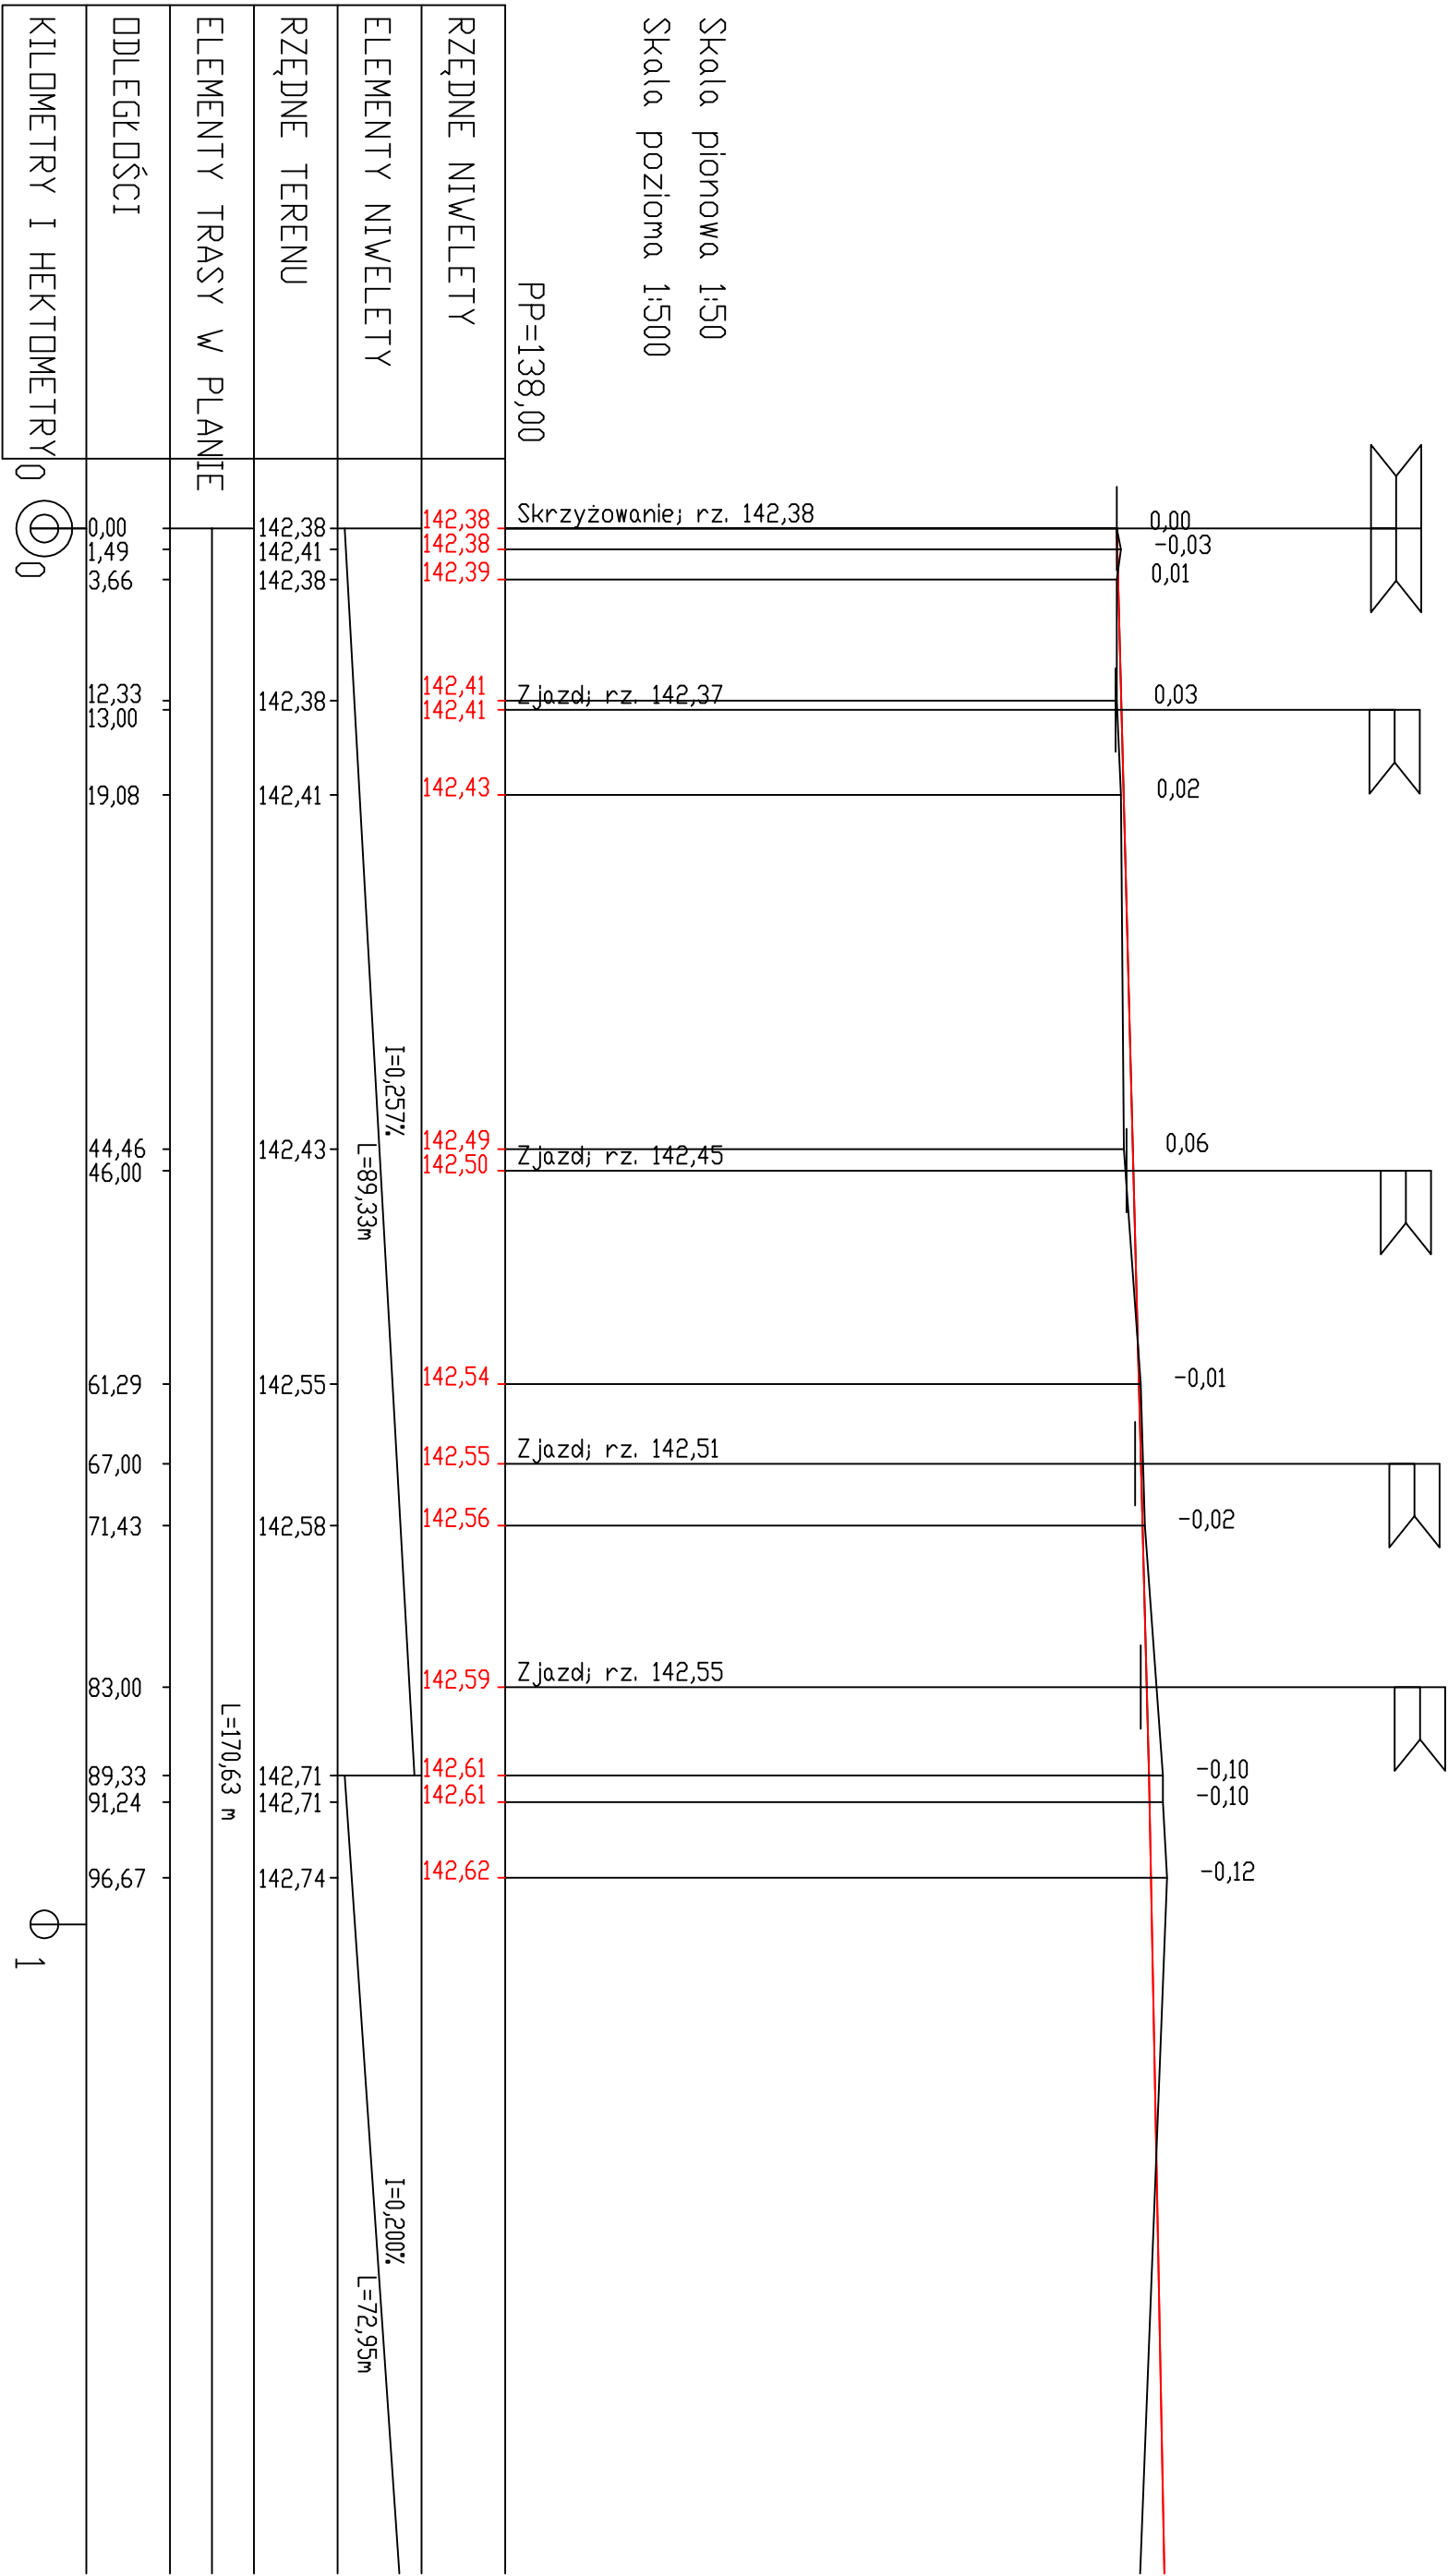 Skala pionowa 1:50
Skala pozioma 1:500
PP=138,00
0,00
-0,03
0,01
0,03
0,02
0,06
-0,01
-0,02
-0,10
-0,10
-0,12
Skrzyżowanie; rz. 142,38
Zjazd; rz. 142,37
Zjazd; rz. 142,45
Zjazd; rz. 142,51
Zjazd; rz. 142,55
RZĘDNE NIWELETY
142,38
142,38
142,39
142,41
142,41
142,43
142,49
142,50
142,54
142,55
142,56
142,59
142,61
142,61
142,62
ELEMENTY NIWELETY
I=0,257%
L=89,33m
I=0,200%
L=72,95m
RZĘDNE TERENU
142,38
142,41
142,38
142,38
142,41
142,43
142,55
142,58
142,71
142,71
142,74
ELEMENTY TRASY W PLANIE
L=170,63 m
ODLEGŁOŚCI
0,00
1,49
3,66
12,33
13,00
19,08
44,46
46,00
61,29
67,00
71,43
83,00
89,33
91,24
96,67
KILOMETRY I HEKTOMETRY
0
0
1